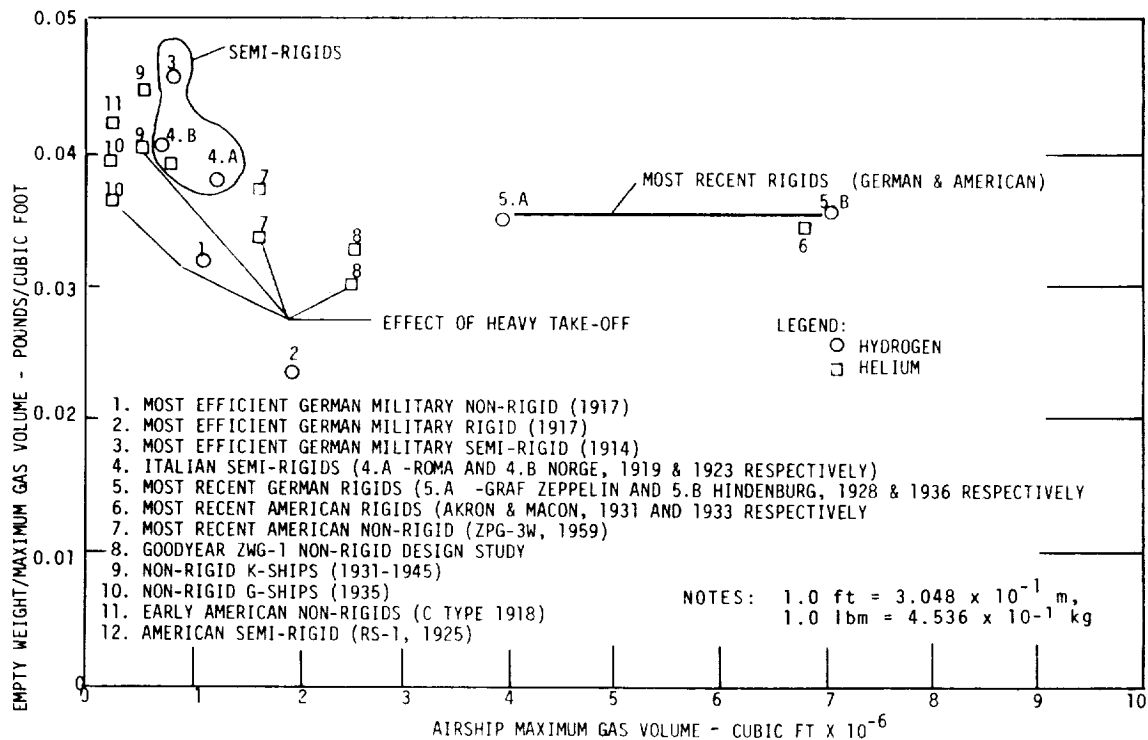 0.05
SEMI-RIGIDS
3
9
11
9
4.B
0.04
10
4.A
10
7
MOST RECENT RIGIDS (GERMAN & AMERICAN)
5.A
5.B
7
6
8
1
8
0.03
EFFECT OF HEAVY TAKE-OFF
LEGEND:
HYDROGEN
HELIUM
2
0.02
1. MOST EFFICIENT GERMAN MILITARY NON-RIGID (1917)
2. MOST EFFICIENT GERMAN MILITARY RIGID (1917)
3. MOST EFFICIENT GERMAN MILITARY SEMI-RIGID (1914)
4. ITALIAN SEMI-RIGIDS (4.A -ROMA AND 4.B NORGE, 1919 & 1923 RESPECTIVELY)
5. MOST RECENT GERMAN RIGIDS (5.A -GRAF ZEPPELIN AND 5.B HINDENBURG, 1928 & 1936 RESPECTIVELY
6. MOST RECENT AMERICAN RIGIDS (AKRON & MACON, 1931 AND 1933 RESPECTIVELY
7. MOST RECENT AMERICAN NON-RIGID (ZPG-3W, 1959)
0.01
8. GOODYEAR ZWG-1 NON-RIGID DESIGN STUDY
9. NON-RIGID K-SHIPS (1931-1945)
10. NON-RIGID G-SHIPS (1935)
11. EARLY AMERICAN NON-RIGIDS (C TYPE 1918)
12. AMERICAN SEMI-RIGID (RS-1, 1925)
NOTES: 1.0 ft = 3.048 x 10⁻¹ m,
1.0 lbm = 4.536 x 10⁻¹ kg
0
0 1 2 3 4 5 6 7 8 9 10
AIRSHIP MAXIMUM GAS VOLUME - CUBIC FT X 10⁻⁶
EMPTY WEIGHT/MAXIMUM GAS VOLUME - POUNDS/CUBIC FOOT